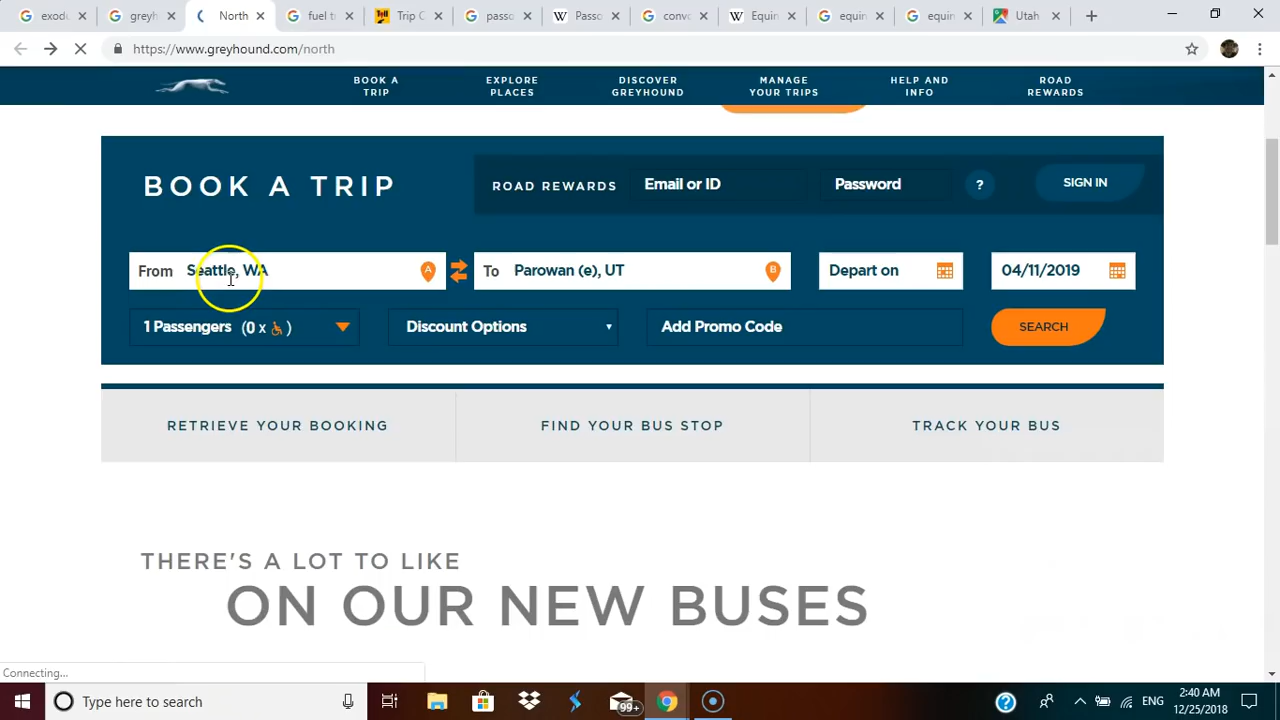 exodu
greyh
North
fuel tr
Trip C
passo
Passo
convo
Equin
equin
equin
Utah
https://www.greyhound.com/north
BOOK A TRIP
EXPLORE PLACES
DISCOVER GREYHOUND
MANAGE YOUR TRIPS
HELP AND INFO
ROAD REWARDS
BOOK A TRIP
ROAD REWARDS Email or ID Password ? SIGN IN
From Seattle, WA A To Parowan (e), UT B Depart on 04/11/2019
1 Passengers (0 x ) Discount Options Add Promo Code SEARCH
RETRIEVE YOUR BOOKING FIND YOUR BUS STOP TRACK YOUR BUS
THERE'S A LOT TO LIKE
ON OUR NEW BUSES
Connecting...
Type here to search 99+ ? ENG 2:40 AM
12/25/2018